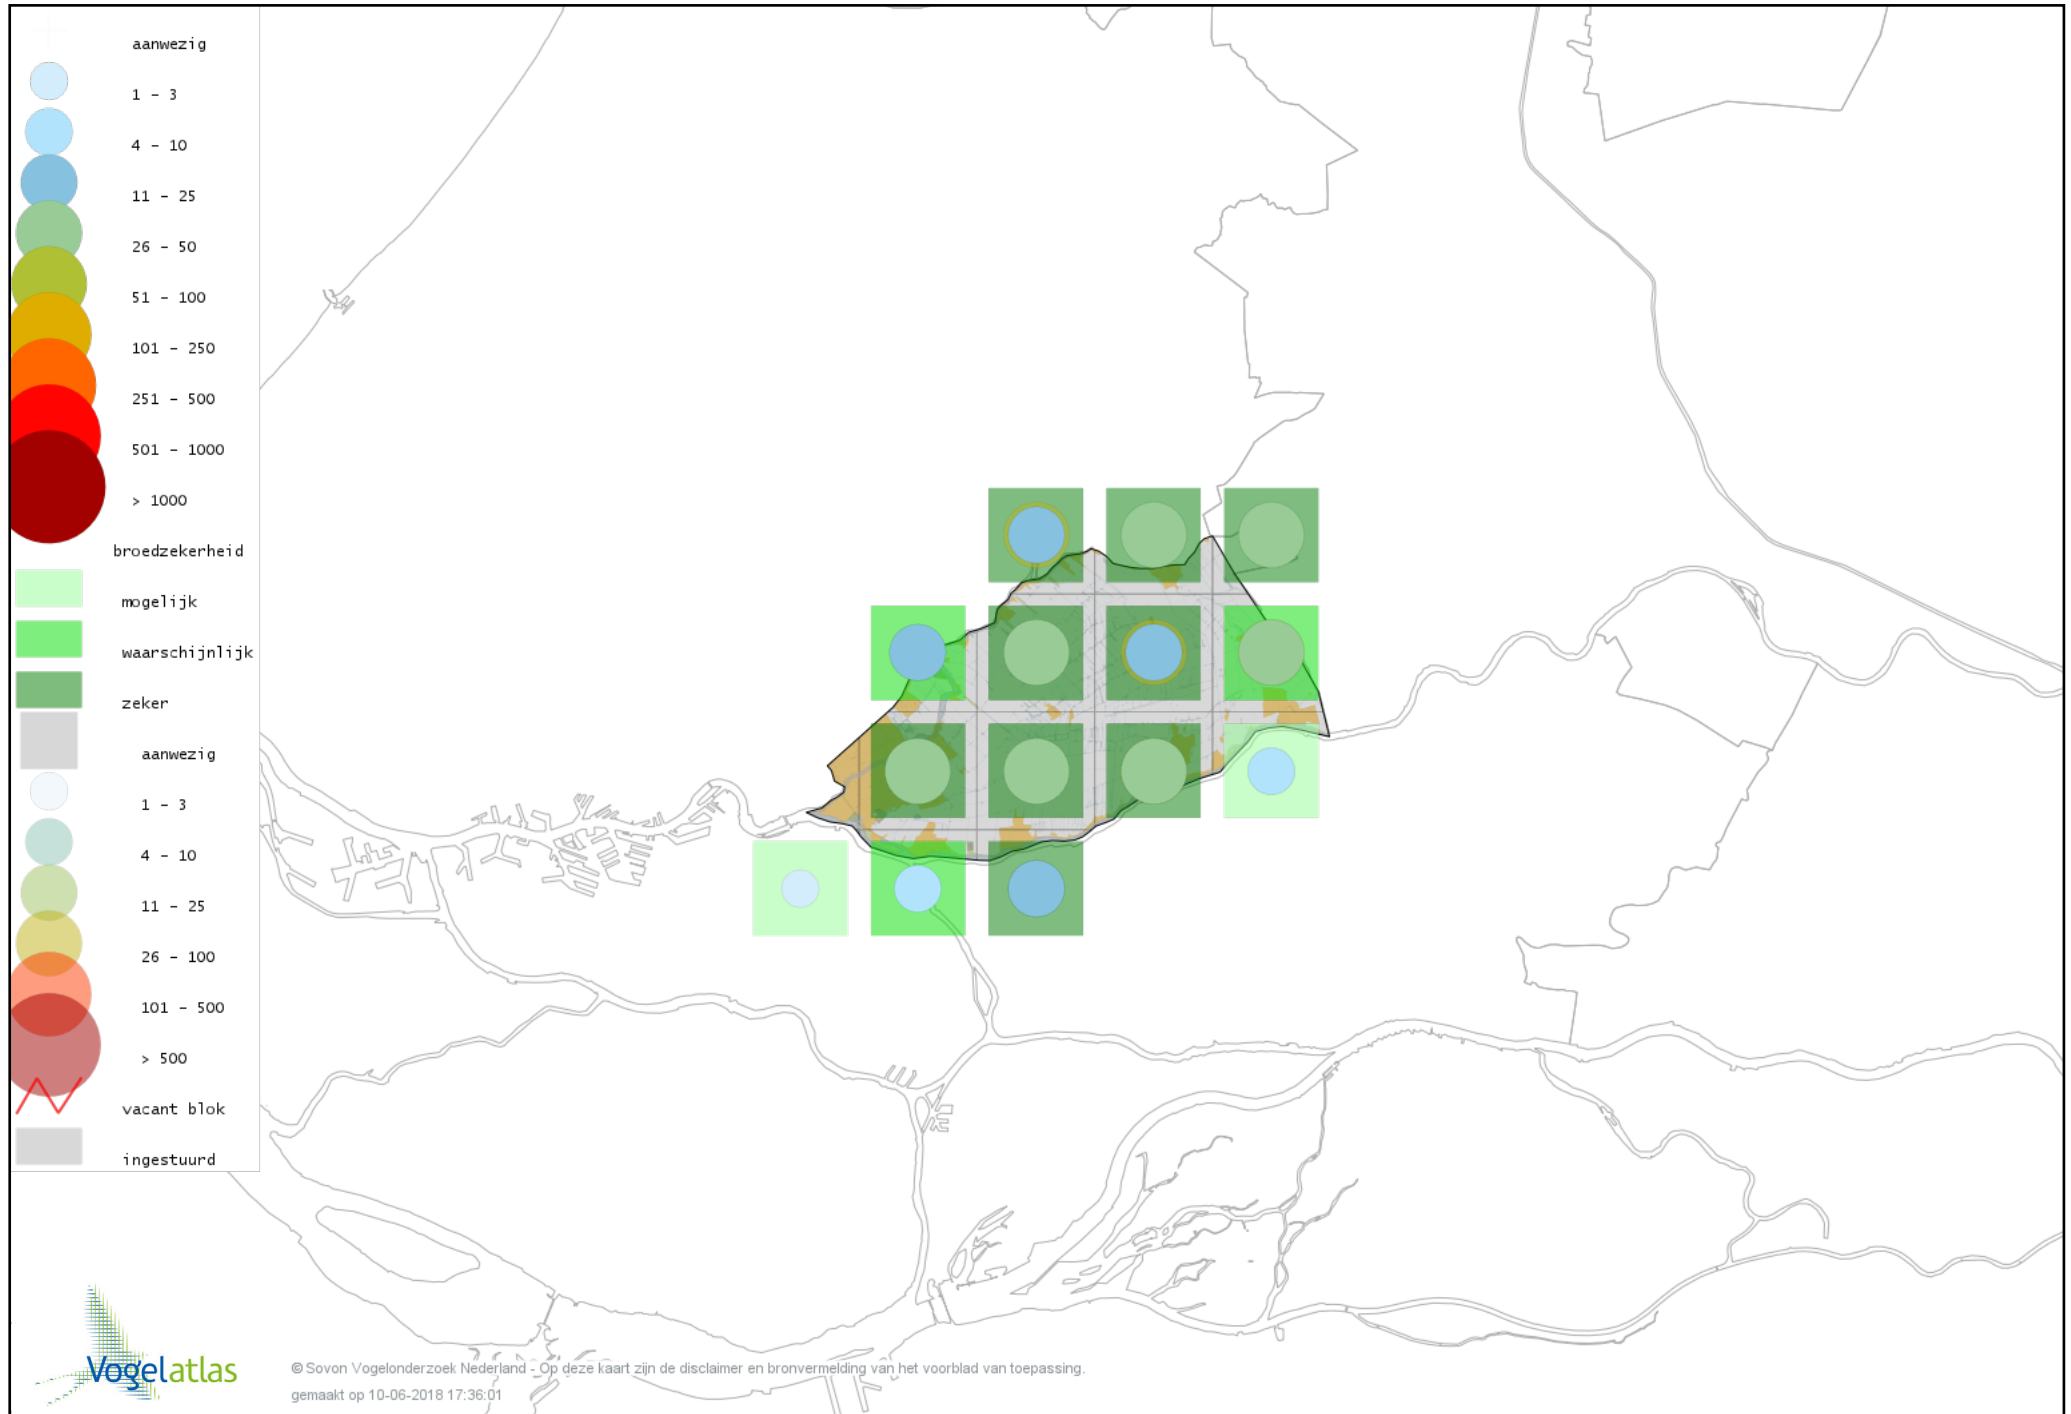 aanwezig
1 – 3
4 – 10
11 – 25
26 – 50
51 – 100
101 – 250
251 – 500
501 – 1000
> 1000
broedzekerheid
mogelijk
waarschijnlijk
zeker
aanwezig
1 – 3
4 – 10
11 – 25
26 – 100
101 – 500
> 500
vacant blok
ingestuurd
Vogelatlas
© Sovon Vogelonderzoek Nederland - Op deze kaart zijn de disclaimer en bronvermelding van het voorblad van toepassing.
gemaakt op 10-06-2018 17:36:01